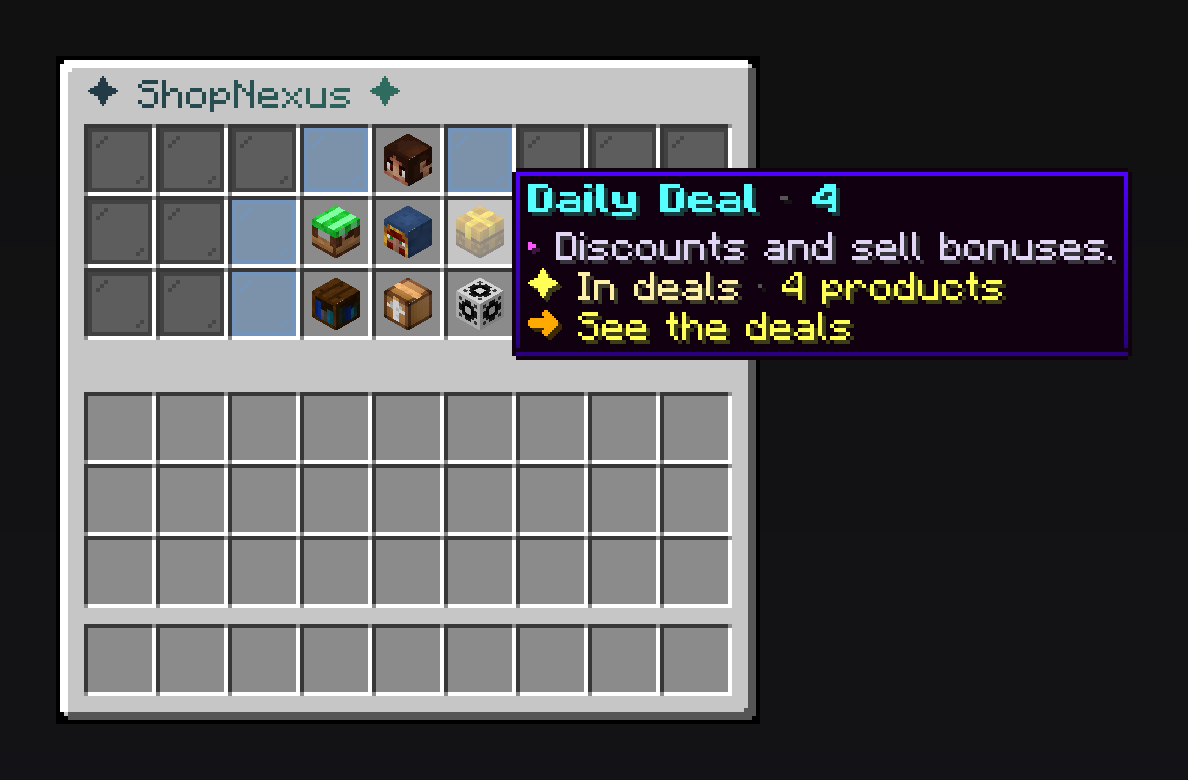 ✦ ShopNexus ✦
Daily Deal · 4
▸ Discounts and sell bonuses.
✦ In deals · 4 products
➡ See the deals